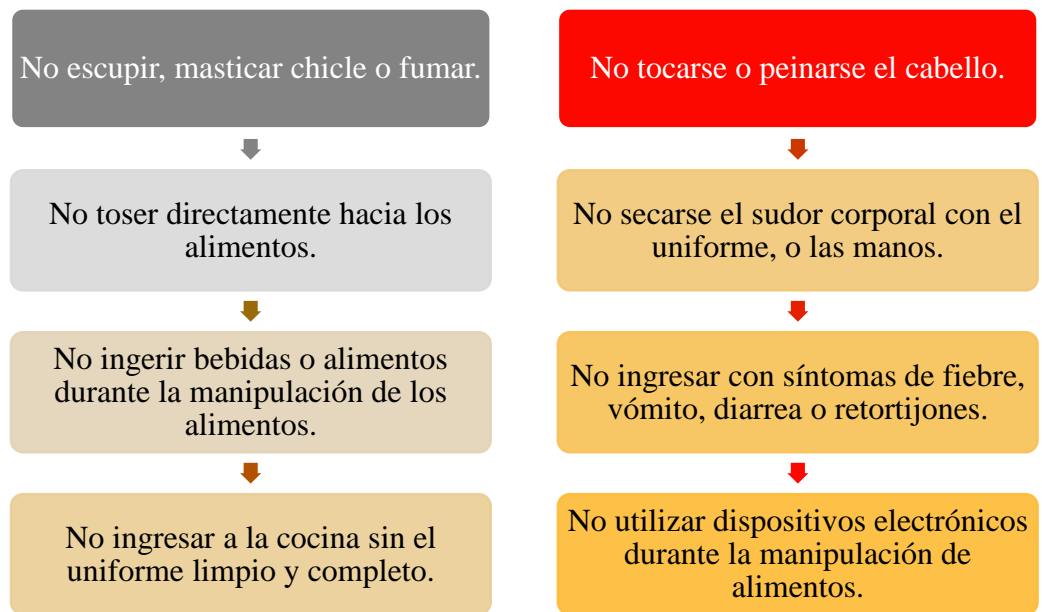 No escupir, masticar chicle o fumar.
No toser directamente hacia los
alimentos.
No ingerir bebidas o alimentos
durante la manipulación de los
alimentos.
No ingresar a la cocina sin el
uniforme limpio y completo.
No tocarse o peinarse el cabello.
No secarse el sudor corporal con el
uniforme, o las manos.
No ingresar con síntomas de fiebre,
vómito, diarrea o retortijones.
No utilizar dispositivos electrónicos
durante la manipulación de
alimentos.